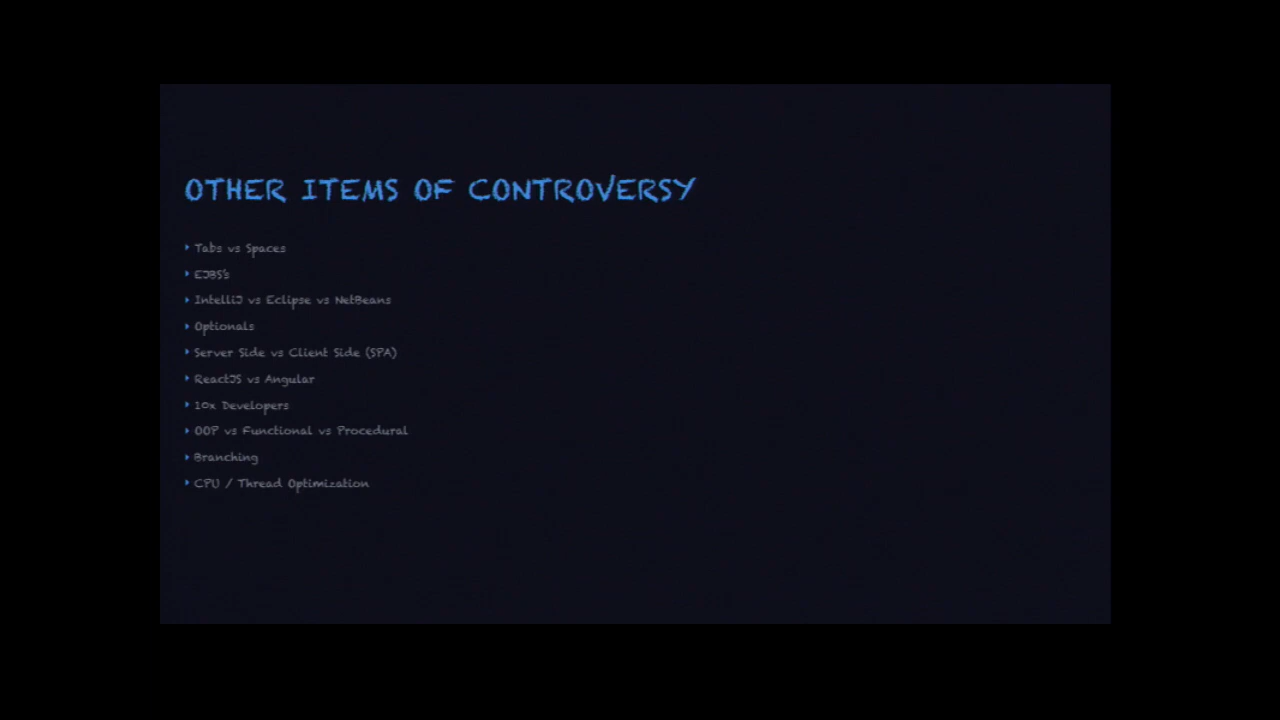 OTHER ITEMS OF CONTROVERSY
Tabs vs Spaces
EJBS's
IntelliJ vs Eclipse vs NetBeans
Optionals
Server Side vs Client Side (SPA)
ReactJS vs Angular
10x Developers
OOP vs Functional vs Procedural
Branching
CPU / Thread Optimization